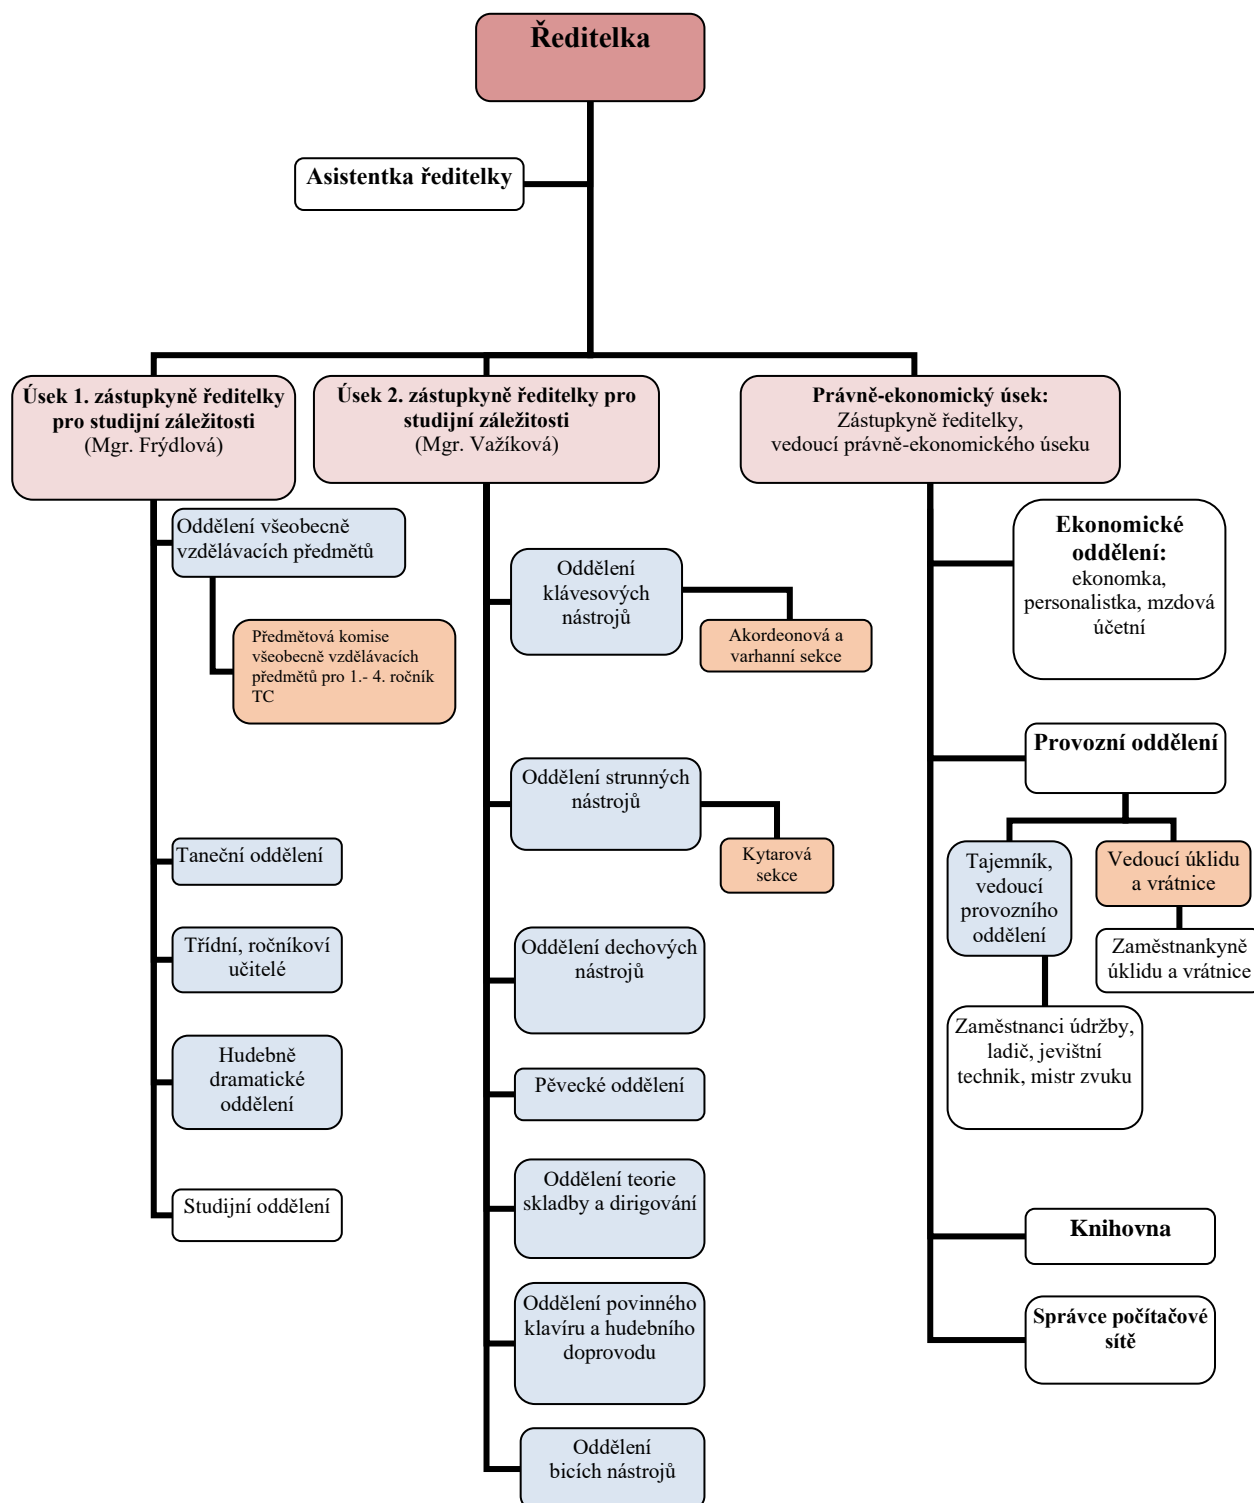 Ředitelka
Asistentka ředitelky
Úsek 1. zástupkyně ředitelky
pro studijní záležitosti
(Mgr. Frýdlová)
Oddělení všeobecně
vzdělávacích předmětů
Předmětová komise
všeobecně vzdělávacích
předmětů pro 1.- 4. ročník
TC
Taneční oddělení
Třídní, ročníkoví
učitelé
Hudebně
dramatické
oddělení
Studijní oddělení
Úsek 2. zástupkyně ředitelky pro
studijní záležitosti
(Mgr. Važíková)
Oddělení
klávesových
nástrojů
Akordeonová a
varhanní sekce
Oddělení strunných
nástrojů
Kytarová
sekce
Oddělení dechových
nástrojů
Pěvecké oddělení
Oddělení teorie
skladby a dirigování
Oddělení povinného
klavíru a hudebního
doprovodu
Oddělení
bicích nástrojů
Právně-ekonomický úsek:
Zástupkyně ředitelky,
vedoucí právně-ekonomického úseku
Ekonomické
oddělení:
ekonomka,
personalistka, mzdová
účetní
Provozní oddělení
Tajemník,
vedoucí
provozního
oddělení
Zaměstnanci údržby,
ladič, jevištní
technik, mistr zvuku
Vedoucí úklidu
a vrátnice
Zaměstnankyně
úklidu a vrátnice
Knihovna
Správce počítačové
sítě